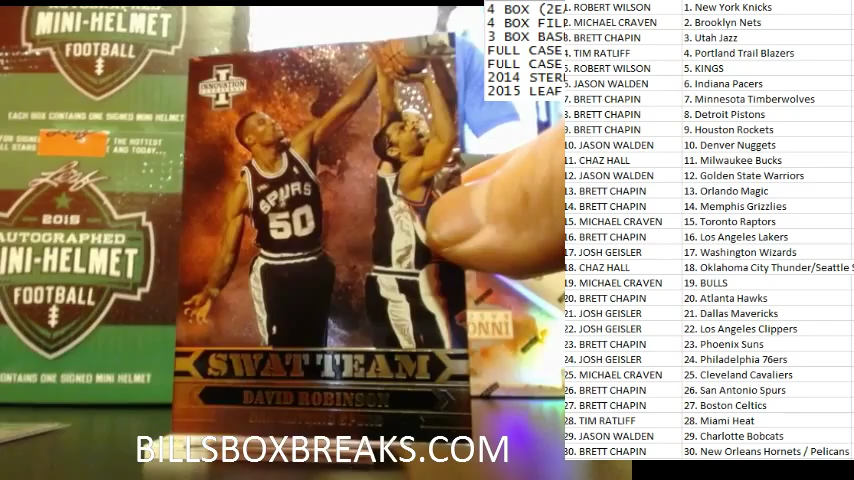 MINI-HELMET
FOOTBALL
EACH BOX CONTAINS ONE SIGNED MINI HELMET
THE HOTTEST
AND TODAY...
Leaf
2015
AUTOGRAPHED
MINI-HELMET
FOOTBALL
CONTAINS ONE SIGNED MINI HELMET
INNOVATION
SPURS
50
SWAT TEAM
DAVID ROBINSON
SAN ANTONIO SPURS
INNO
BILLSBOXBREAKS.COM
4 BOX (2E
4 BOX FIL
3 BOX BAS
FULL CASE
FULL CASE
2014 STER
2015 LEAF
1. ROBERT WILSON 1. New York Knicks
2. MICHAEL CRAVEN 2. Brooklyn Nets
3. BRETT CHAPIN 3. Utah Jazz
4. TIM RATLIFF 4. Portland Trail Blazers
5. ROBERT WILSON 5. KINGS
6. JASON WALDEN 6. Indiana Pacers
7. BRETT CHAPIN 7. Minnesota Timberwolves
8. BRETT CHAPIN 8. Detroit Pistons
9. BRETT CHAPIN 9. Houston Rockets
10. JASON WALDEN 10. Denver Nuggets
11. CHAZ HALL 11. Milwaukee Bucks
12. JASON WALDEN 12. Golden State Warriors
13. BRETT CHAPIN 13. Orlando Magic
14. BRETT CHAPIN 14. Memphis Grizzlies
15. MICHAEL CRAVEN 15. Toronto Raptors
16. BRETT CHAPIN 16. Los Angeles Lakers
17. JOSH GEISLER 17. Washington Wizards
18. CHAZ HALL 18. Oklahoma City Thunder/Seattle S
19. MICHAEL CRAVEN 19. BULLS
20. BRETT CHAPIN 20. Atlanta Hawks
21. JOSH GEISLER 21. Dallas Mavericks
22. JOSH GEISLER 22. Los Angeles Clippers
23. BRETT CHAPIN 23. Phoenix Suns
24. JOSH GEISLER 24. Philadelphia 76ers
25. MICHAEL CRAVEN 25. Cleveland Cavaliers
26. BRETT CHAPIN 26. San Antonio Spurs
27. BRETT CHAPIN 27. Boston Celtics
28. TIM RATLIFF 28. Miami Heat
29. JASON WALDEN 29. Charlotte Bobcats
30. BRETT CHAPIN 30. New Orleans Hornets / Pelicans